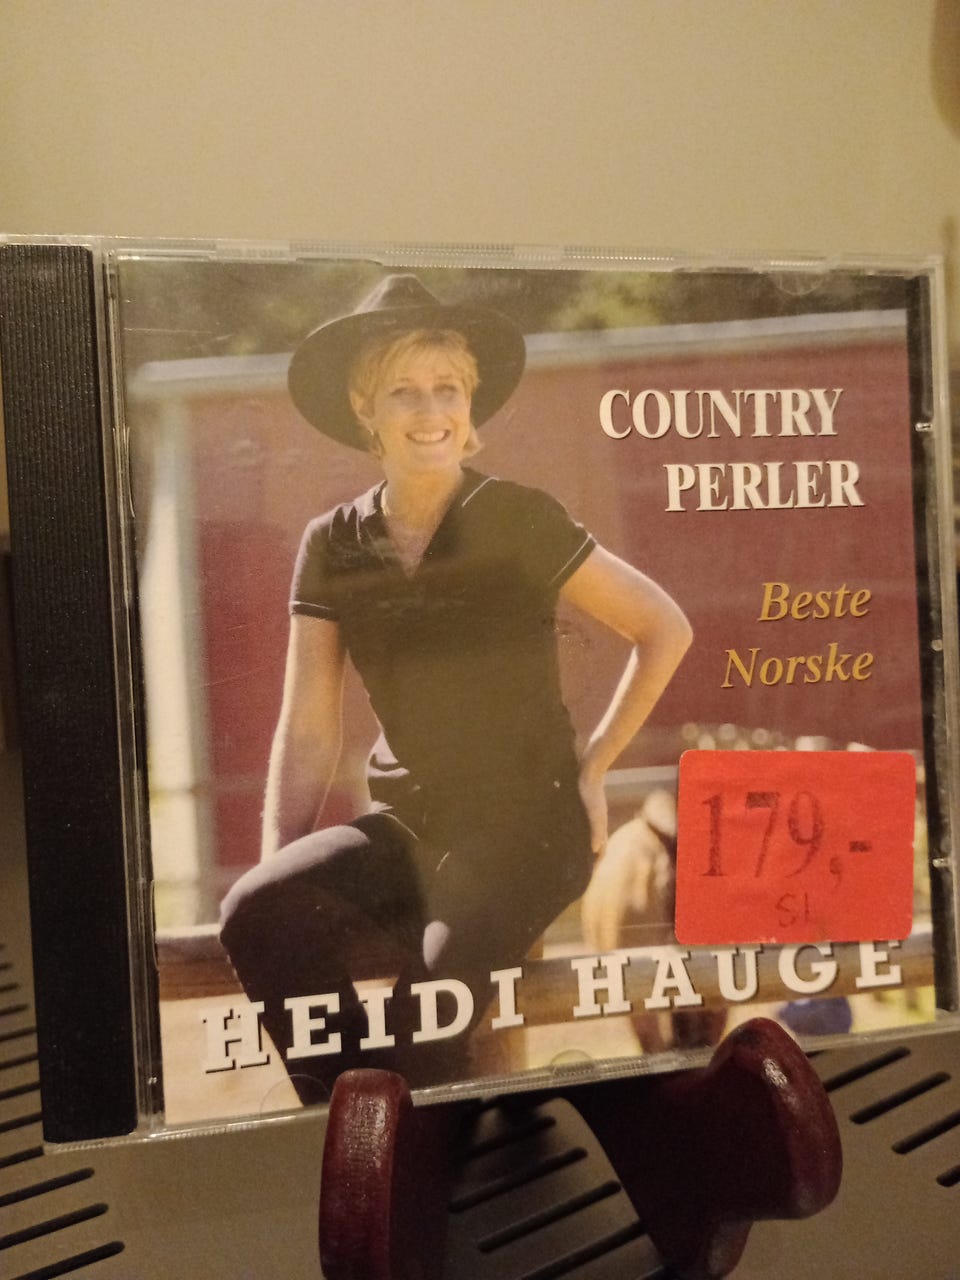 COUNTRY
PERLER
Beste
Norske
179,-
SL
HEIDI HAUGE